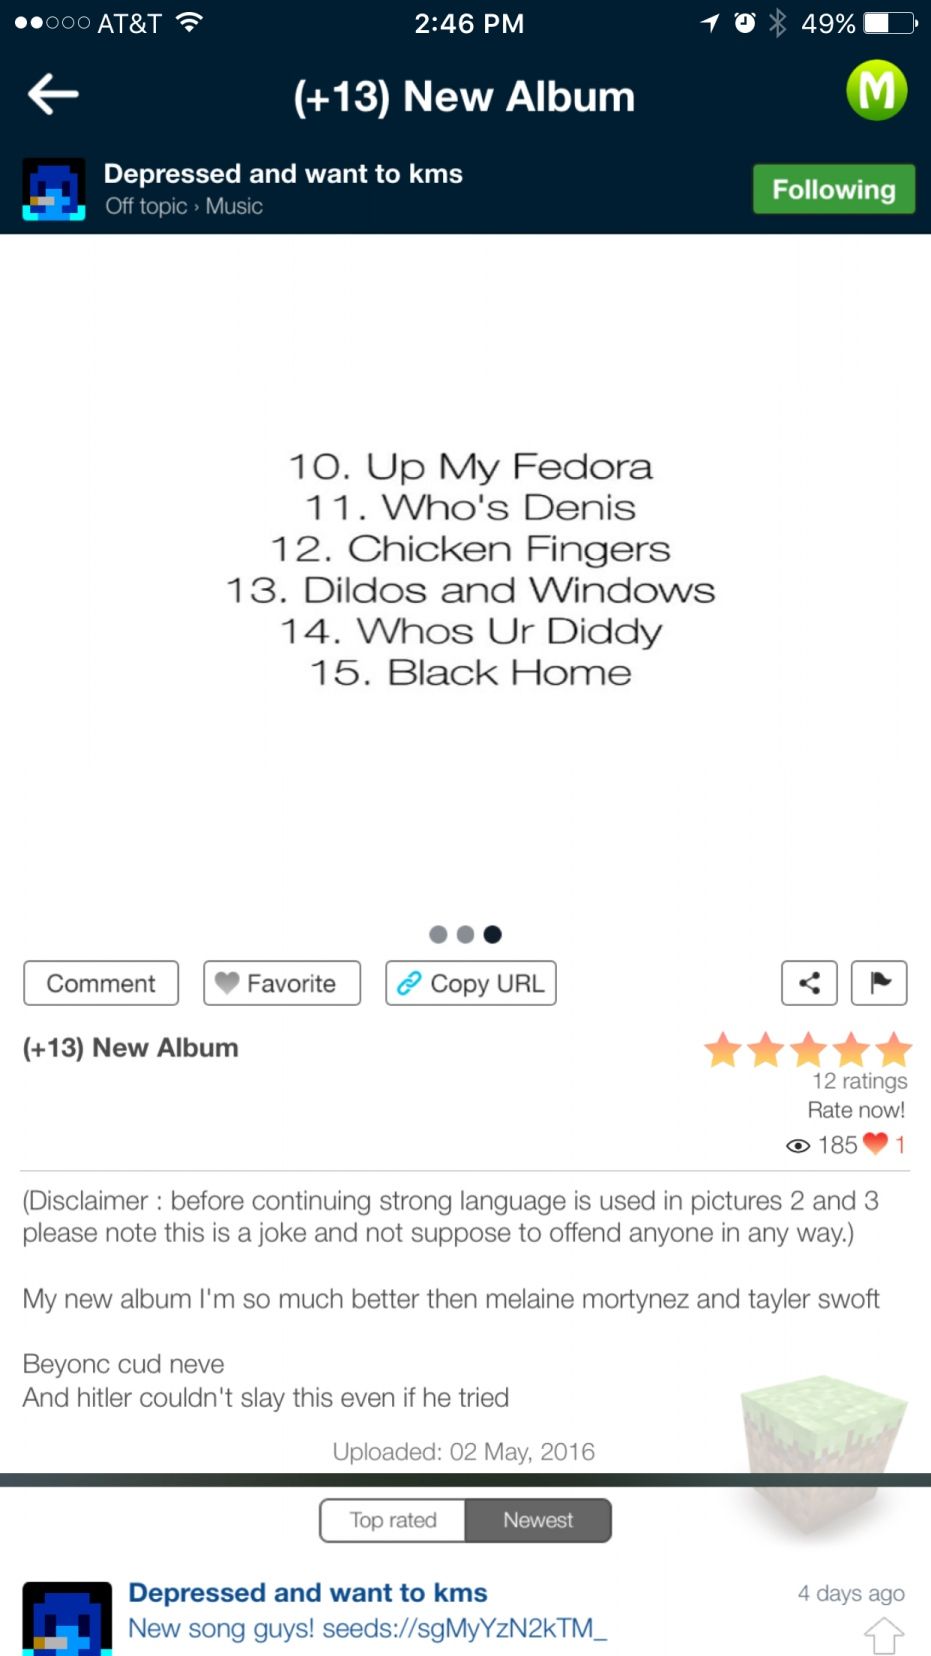 AT&T 2:46 PM 49%
(+13) New Album
M
Depressed and want to kms
Off topic › Music
Following
10. Up My Fedora
11. Who's Denis
12. Chicken Fingers
13. Dildos and Windows
14. Whos Ur Diddy
15. Black Home
Comment Favorite Copy URL
(+13) New Album
12 ratings
Rate now!
185 1
(Disclaimer : before continuing strong language is used in pictures 2 and 3
please note this is a joke and not suppose to offend anyone in any way.)
My new album I'm so much better then melaine mortynez and tayler swoft
Beyonc cud neve
And hitler couldn't slay this even if he tried
Uploaded: 02 May, 2016
Top rated Newest
Depressed and want to kms 4 days ago
New song guys! seeds://sgMyYzN2kTM_